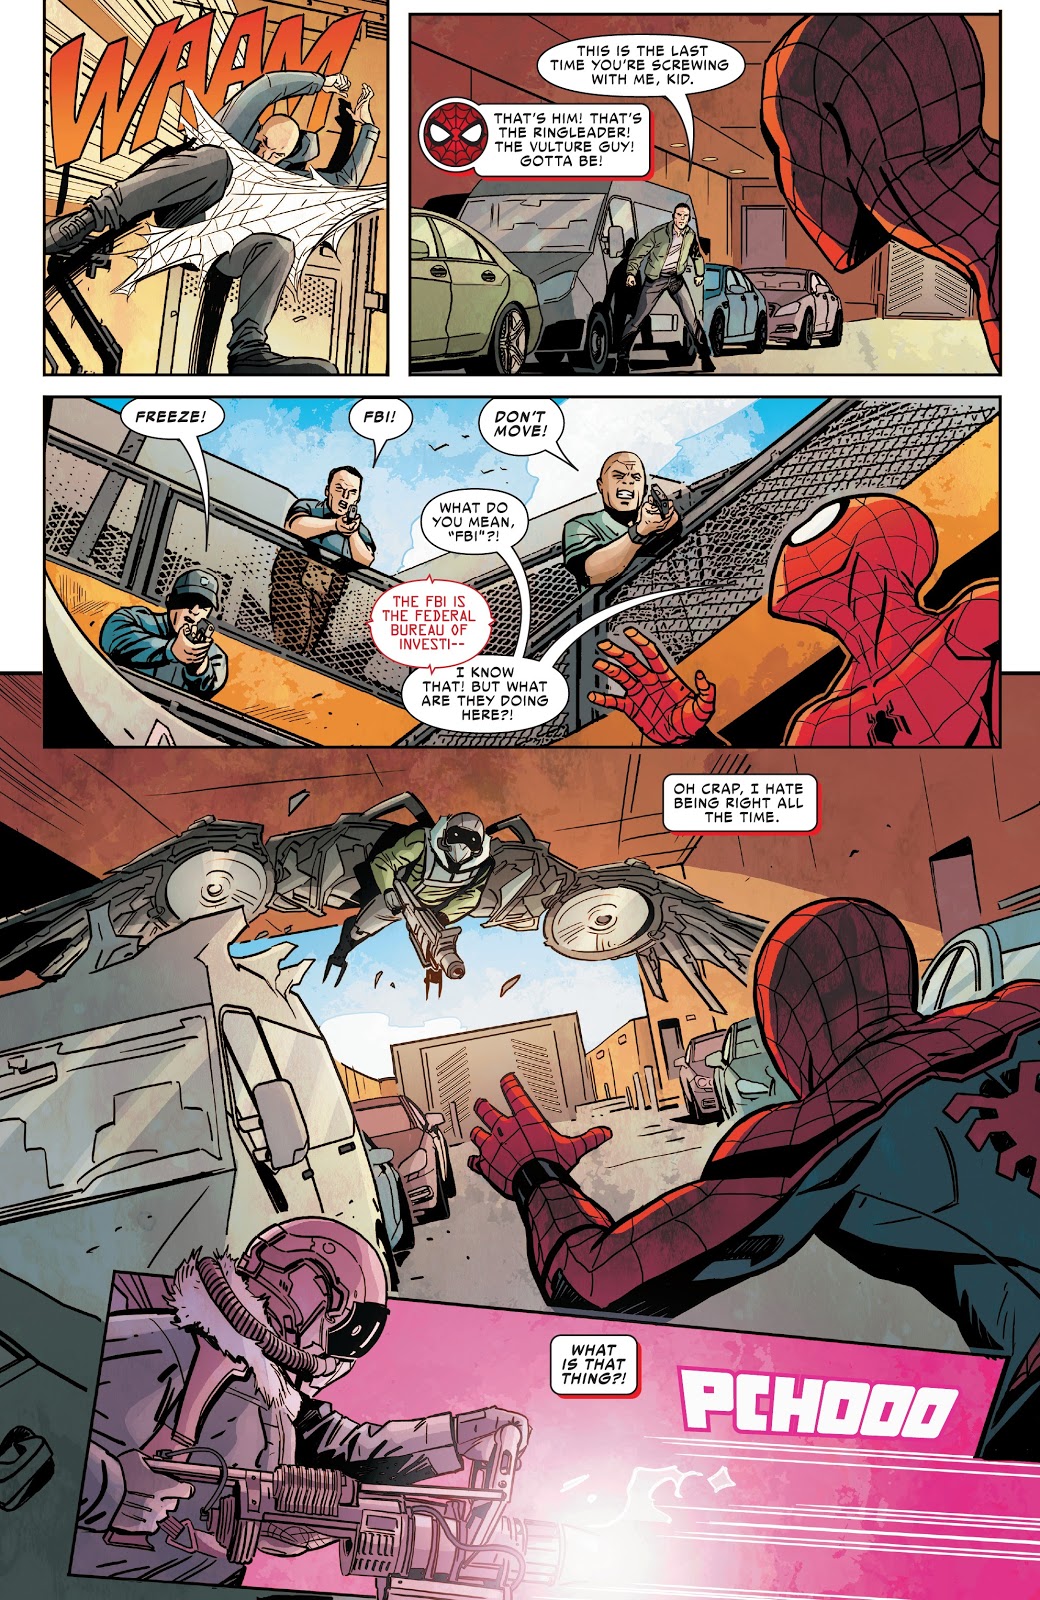 WAAM
THIS IS THE LAST
TIME YOU'RE SCREWING
WITH ME, KID.
THAT'S HIM! THAT'S
THE RINGLEADER!
THE VULTURE GUY!
GOTTA BE!
FREEZE!
FBI!
DON'T
MOVE!
WHAT DO
YOU MEAN,
"FBI"?!
THE FBI IS
THE FEDERAL
BUREAU OF
INVESTI--
I KNOW
THAT! BUT WHAT
ARE THEY DOING
HERE?!
OH CRAP, I HATE
BEING RIGHT ALL
THE TIME.
WHAT
IS THAT
THING?!
PCHOOO